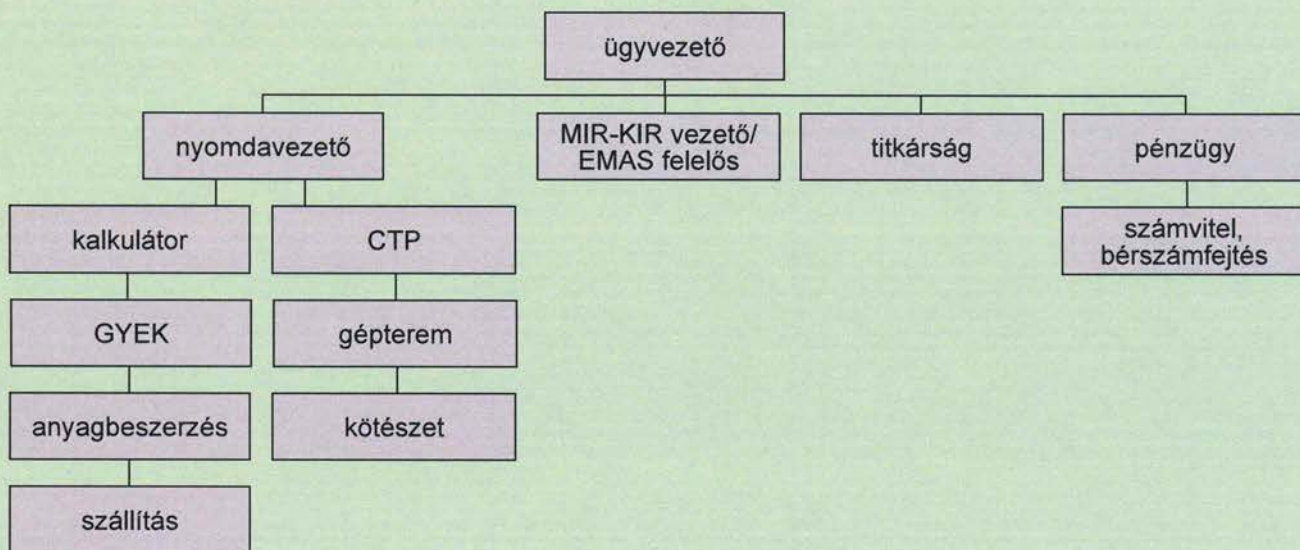 ügyvezető
nyomdavezető
MIR-KIR vezető/
EMAS felelős
titkárság
pénzügy
kalkulátor
CTP
számvitel,
bérszámfejtés
GYEK
gépterem
anyagbeszerzés
kötészet
szállítás